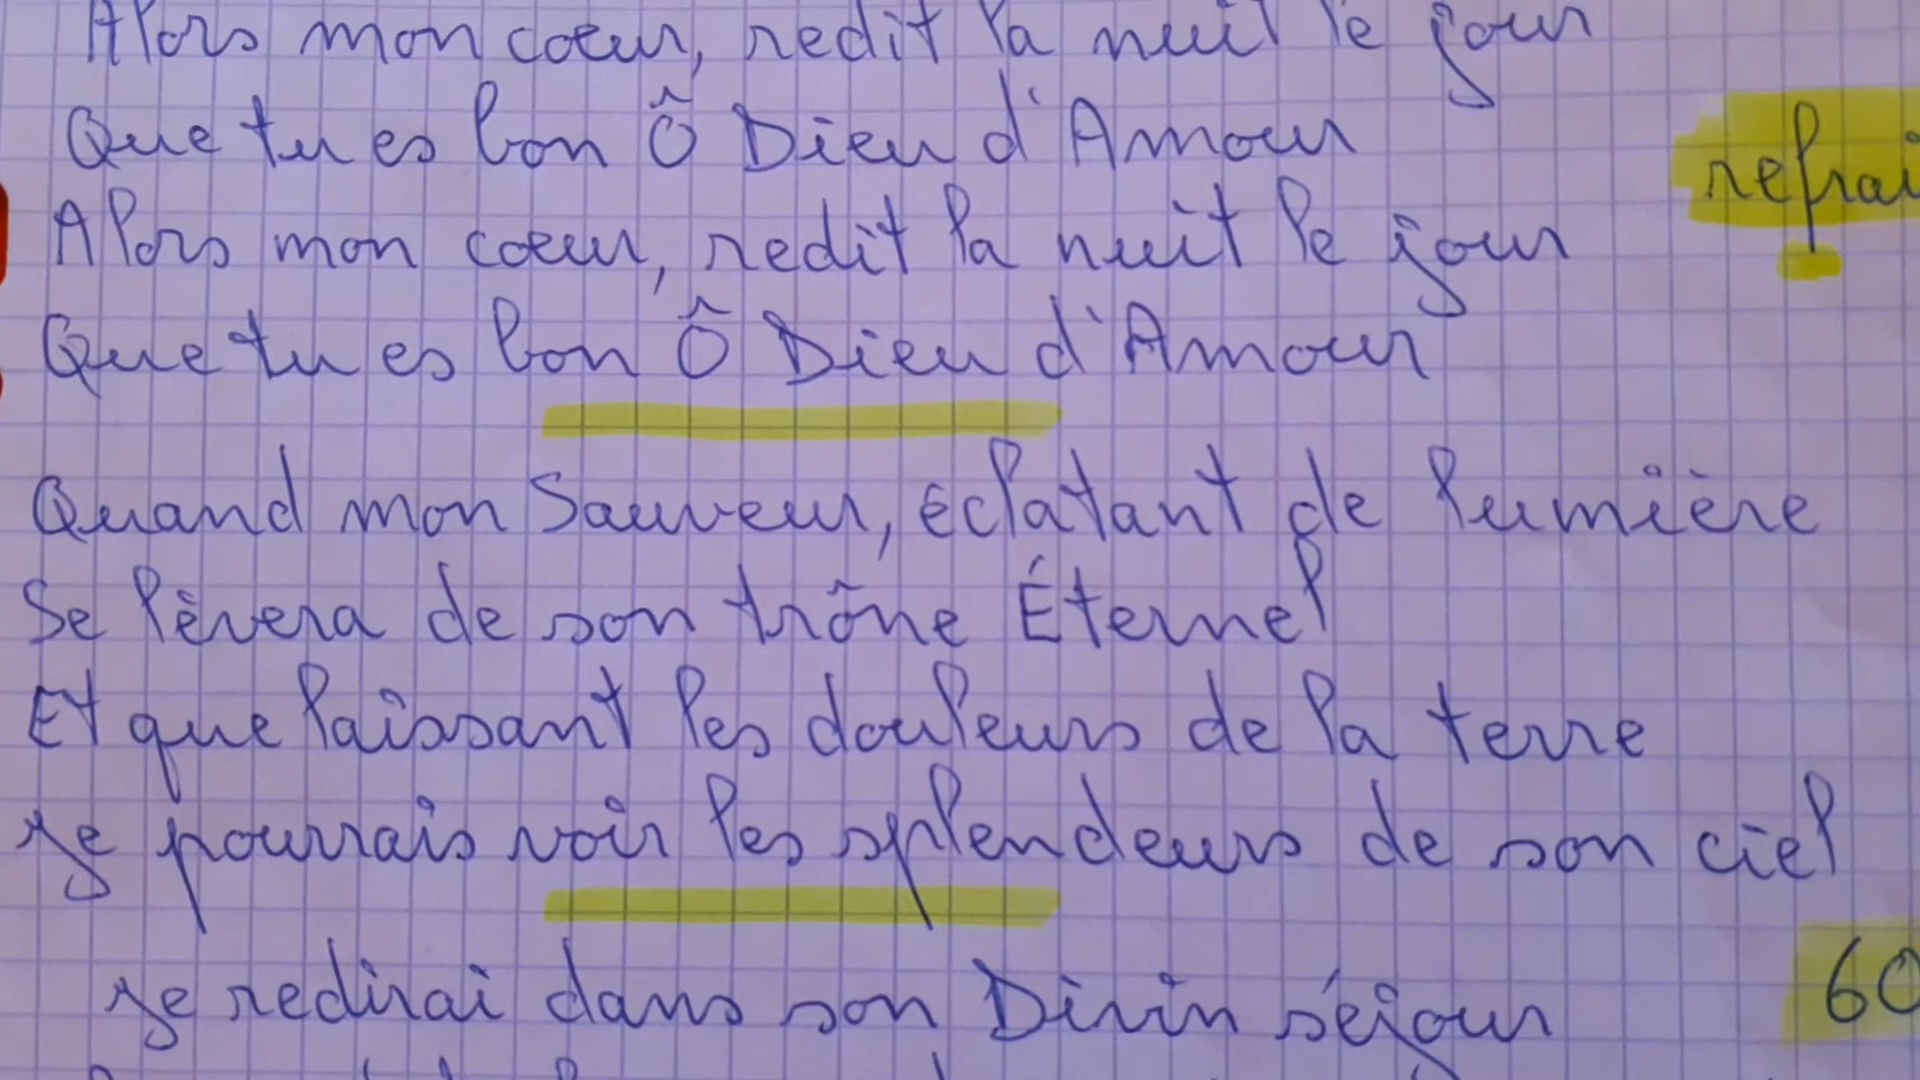 Alors mon cœur, redit la nuit le jour
Que tu es bon Ô Dieu d'Amour
refrai
Alors mon cœur, redit la nuit le jour
Que tu es bon Ô Dieu d'Amour
Quand mon Sauveur, éclatant de lumière
Se lèvera de son trône Éternel
Et que laissant les douleurs de la terre
Je pourrais voir les splendeurs de son ciel
Je redirai dans son Divin séjour
60